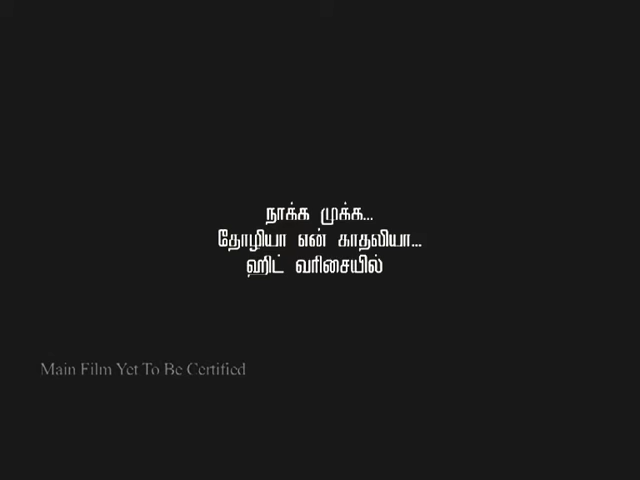 நாக்க முக்க...
தோழியா என் காதலியா...
ஹிட் வரிசையில்
Main Film Yet To Be Certified